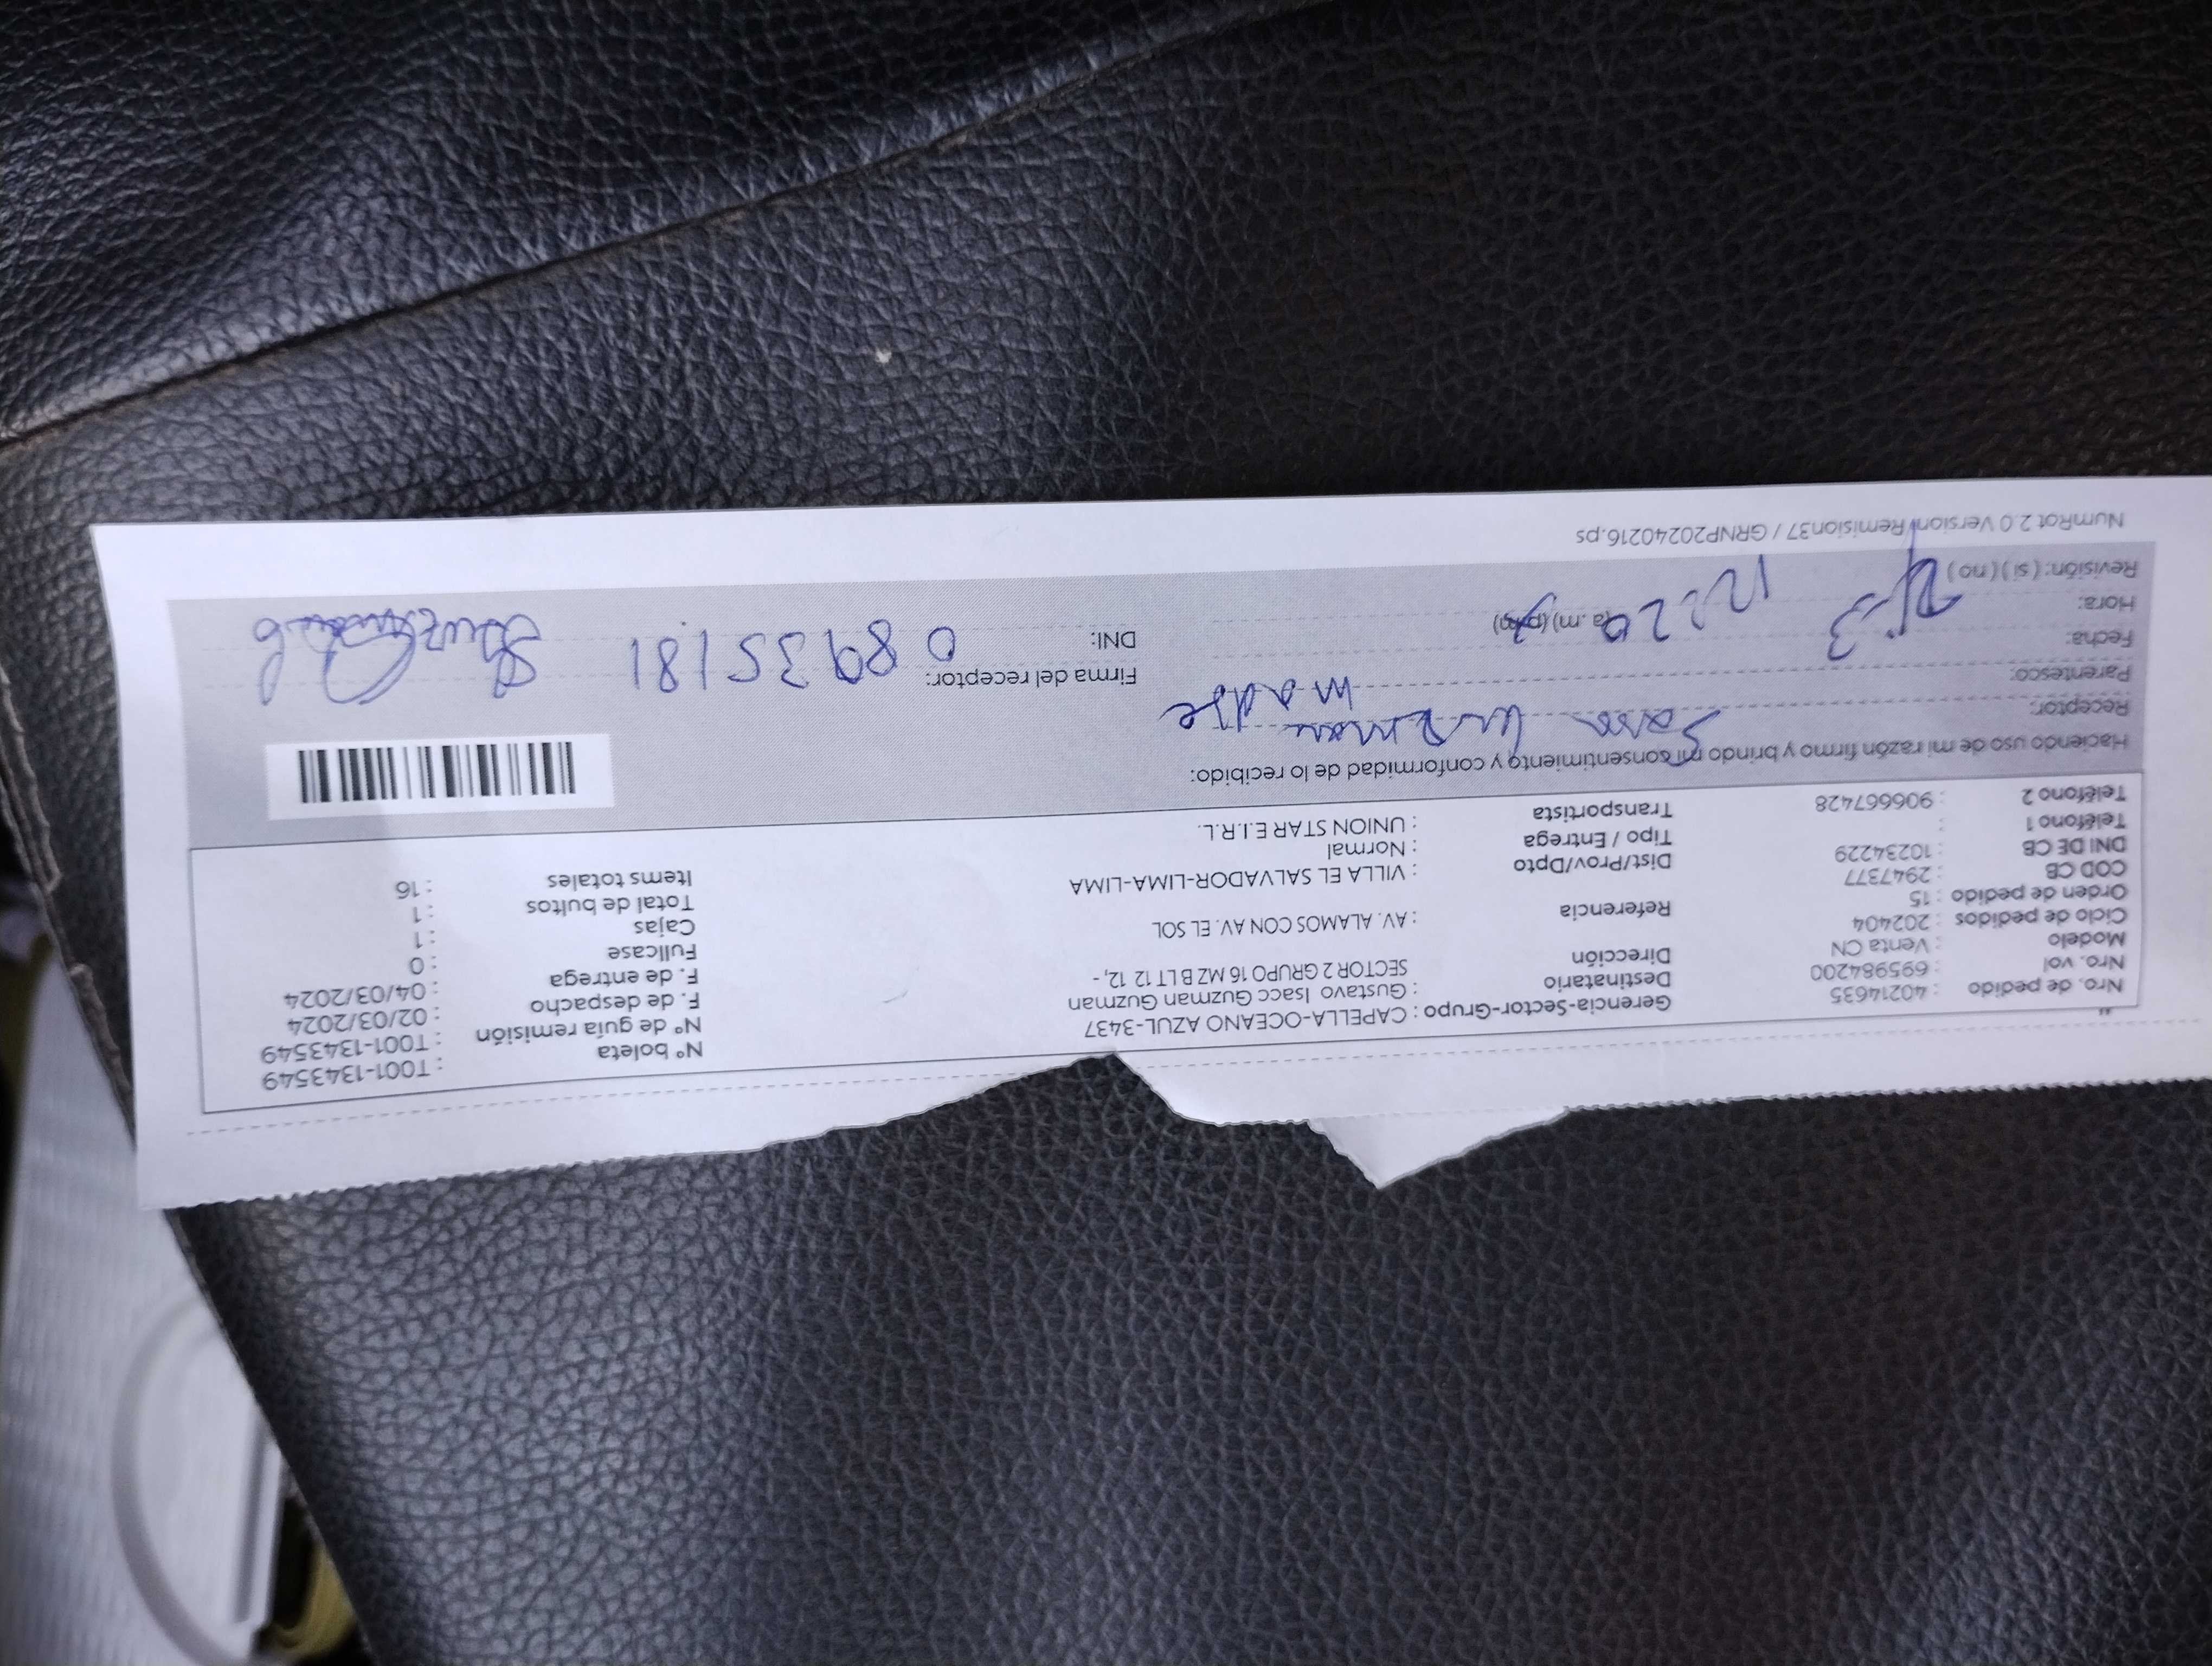 Nro. de pedido : 40214635
Nro. vol : 695984200
Modelo : Venta CN
Ciclo de pedidos : 202404
Orden de pedido : 15
COD CB : 2947377
DNI DE CB : 10234229
Teléfono 1 :
Teléfono 2 : 906667428
Gerencia-Sector-Grupo : CAPELLA-OCEANO AZUL-3437
Destinatario : Gustavo Isacc Guzman Guzman
Dirección SECTOR 2 GRUPO 16 MZ B LT 12 12, -
Referencia : AV. ALAMOS CON AV. EL SOL
Dist/Prov/Dpto : VILLA EL SALVADOR-LIMA-LIMA
Tipo / Entrega : Normal
Transportista : UNION STAR E.I.R.L.
N° boleta : T001-1343549
N° de guía remisión : T001-1343549
F. de despacho : 02/03/2024
F. de entrega : 04/03/2024
Fullcase : 0
Cajas : 1
Total de bultos : 1
Items totales : 16
Haciendo uso de mi razón firmo y brindo mi consentimiento y conformidad de lo recibido:
Receptor:
Parentesco: madre
Fecha:
Hora: 12:20 (a. m) (p. m)
Revisión: ( si ) ( no )
Firma del receptor:
DNI: 08935181
NumRot 2.0 Version Remision37 / GRNP20240216.ps